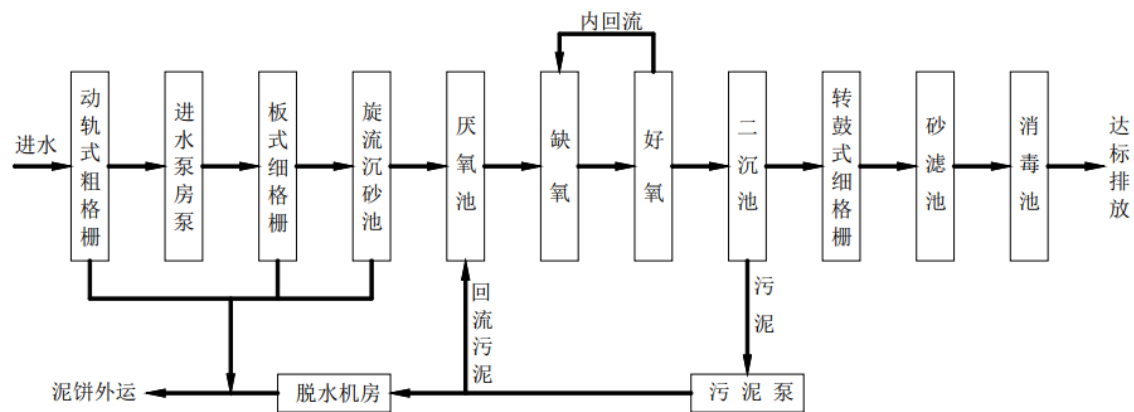 内回流
进水
动轨式粗格栅
进水泵房泵
板式细格栅
旋流沉砂池
厌氧池
缺氧
好氧
二沉池
转鼓式细格栅
砂滤池
消毒池
达标排放
回流污泥
污泥
泥饼外运
脱水机房
污泥泵